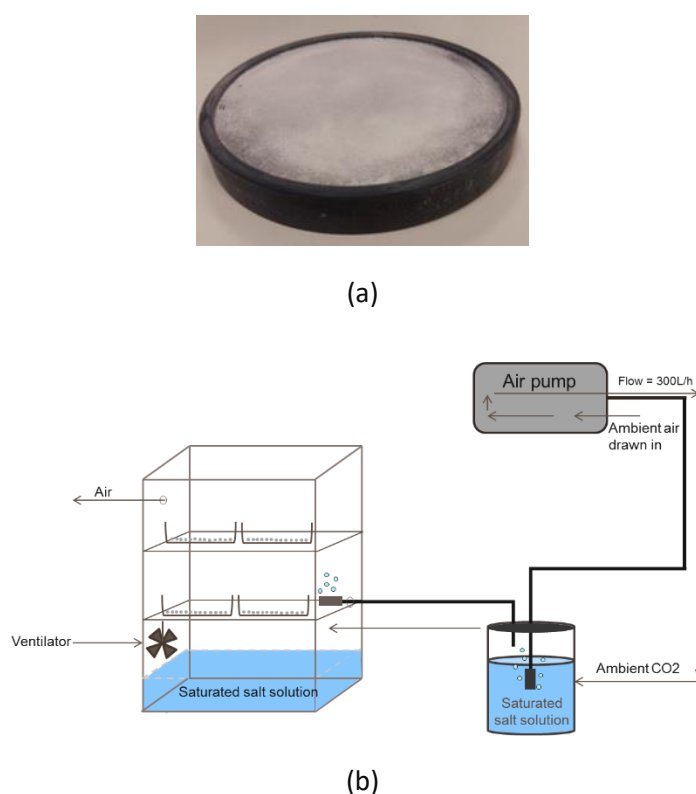 (a)
Air pump
Flow = 300L/h
Ambient air
drawn in
Air
Ventilator
Saturated salt solution
Ambient CO2
Saturated
salt solution
(b)